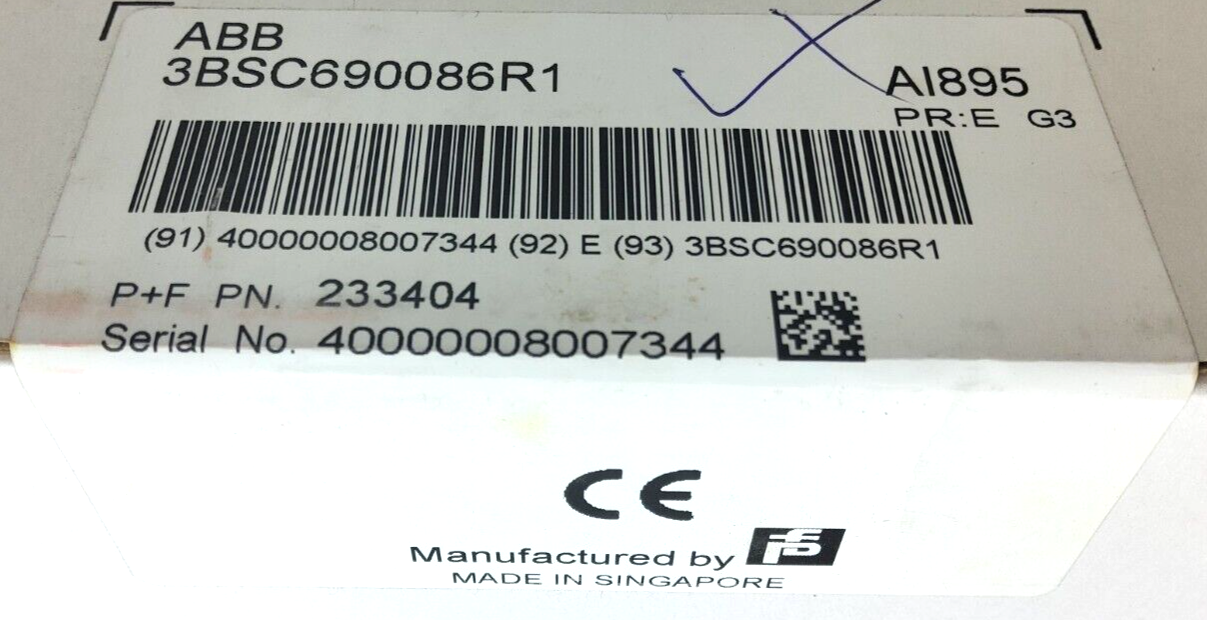 ABB
3BSC690086R1
AI895
PR:E G3
(91) 40000008007344 (92) E (93) 3BSC690086R1
P+F PN. 233404
Serial No. 40000008007344
CE
Manufactured by
MADE IN SINGAPORE